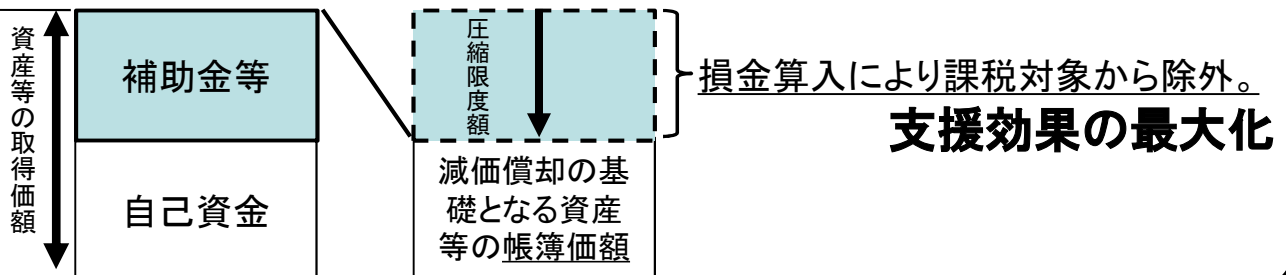 資産等の取得価額
補助金等
自己資金
圧縮限度額
減価償却の基
礎となる資産
等の帳簿価額
損金算入により課税対象から除外。
支援効果の最大化